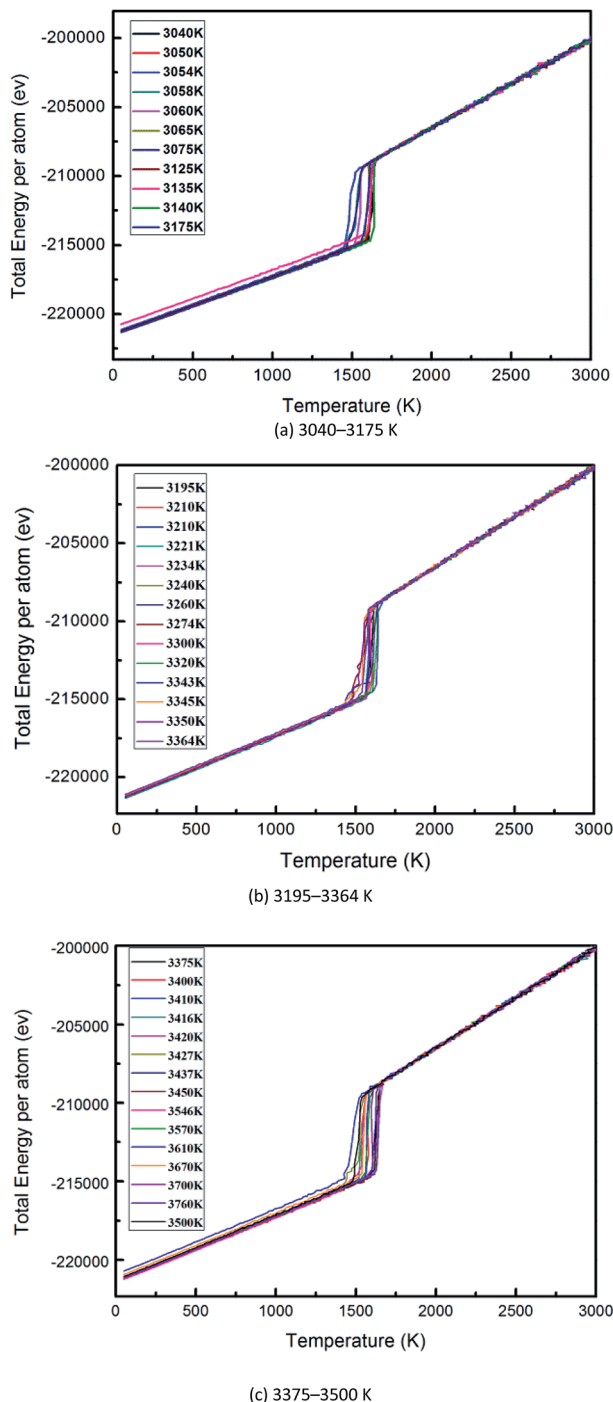 -200000
-205000
-210000
-215000
-220000
Total Energy per atom (ev)
3040K
3050K
3054K
3058K
3060K
3065K
3075K
3125K
3135K
3140K
3175K
0 500 1000 1500 2000 2500 3000
Temperature (K)
(a) 3040–3175 K
-200000
-205000
-210000
-215000
-220000
Total Energy per atom (ev)
3195K
3210K
3210K
3221K
3234K
3240K
3260K
3274K
3300K
3320K
3343K
3345K
3350K
3364K
0 500 1000 1500 2000 2500 3000
Temperature (K)
(b) 3195–3364 K
-200000
-205000
-210000
-215000
-220000
Total Energy per atom (ev)
3375K
3400K
3410K
3416K
3420K
3427K
3437K
3450K
3546K
3570K
3610K
3670K
3700K
3760K
3500K
0 500 1000 1500 2000 2500 3000
Temperature (K)
(c) 3375–3500 K